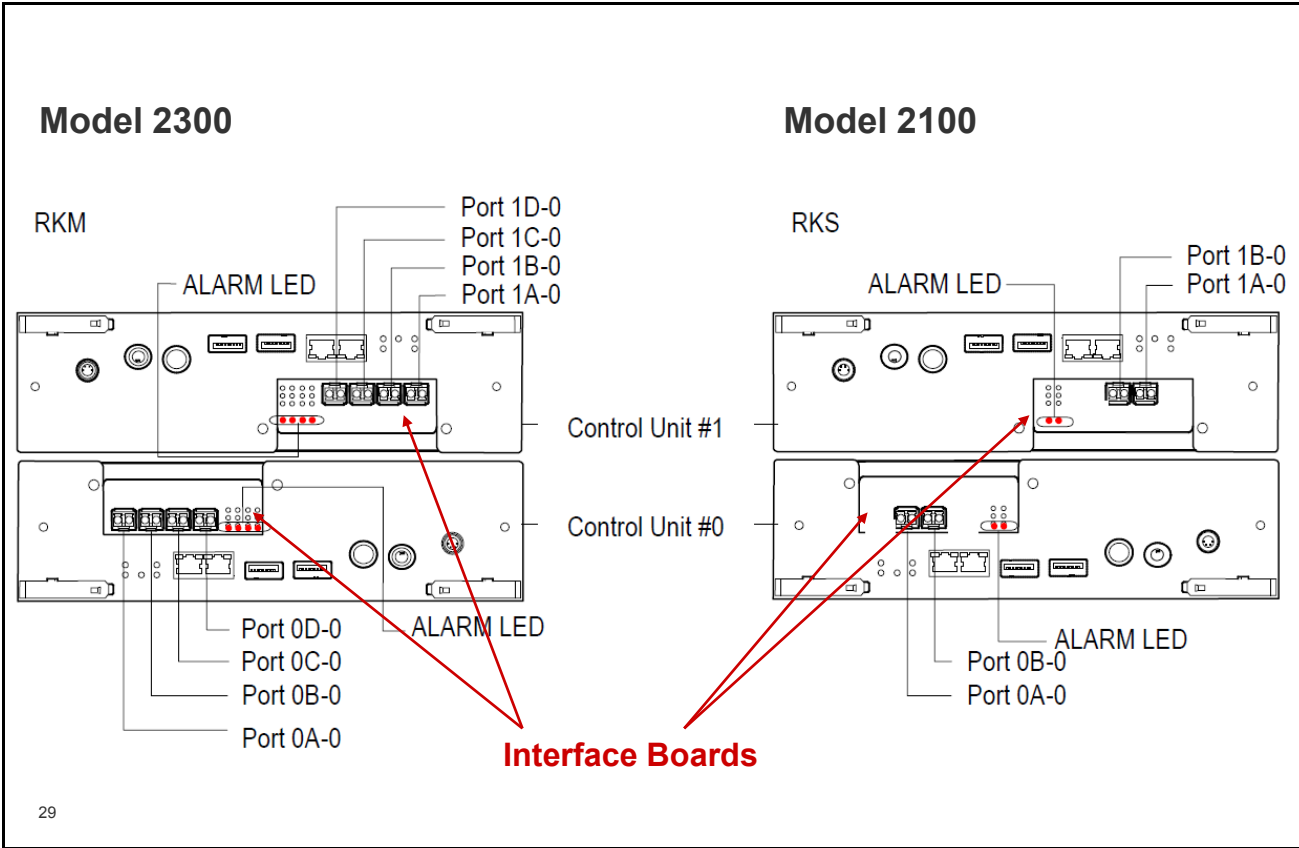 Model 2300
Model 2100
RKM
Port 1D-0
Port 1C-0
Port 1B-0
Port 1A-0
ALARM LED
RKS
Port 1B-0
Port 1A-0
ALARM LED
Control Unit #1
Control Unit #0
Port 0D-0
Port 0C-0
Port 0B-0
Port 0A-0
ALARM LED
ALARM LED
Port 0B-0
Port 0A-0
Interface Boards
29